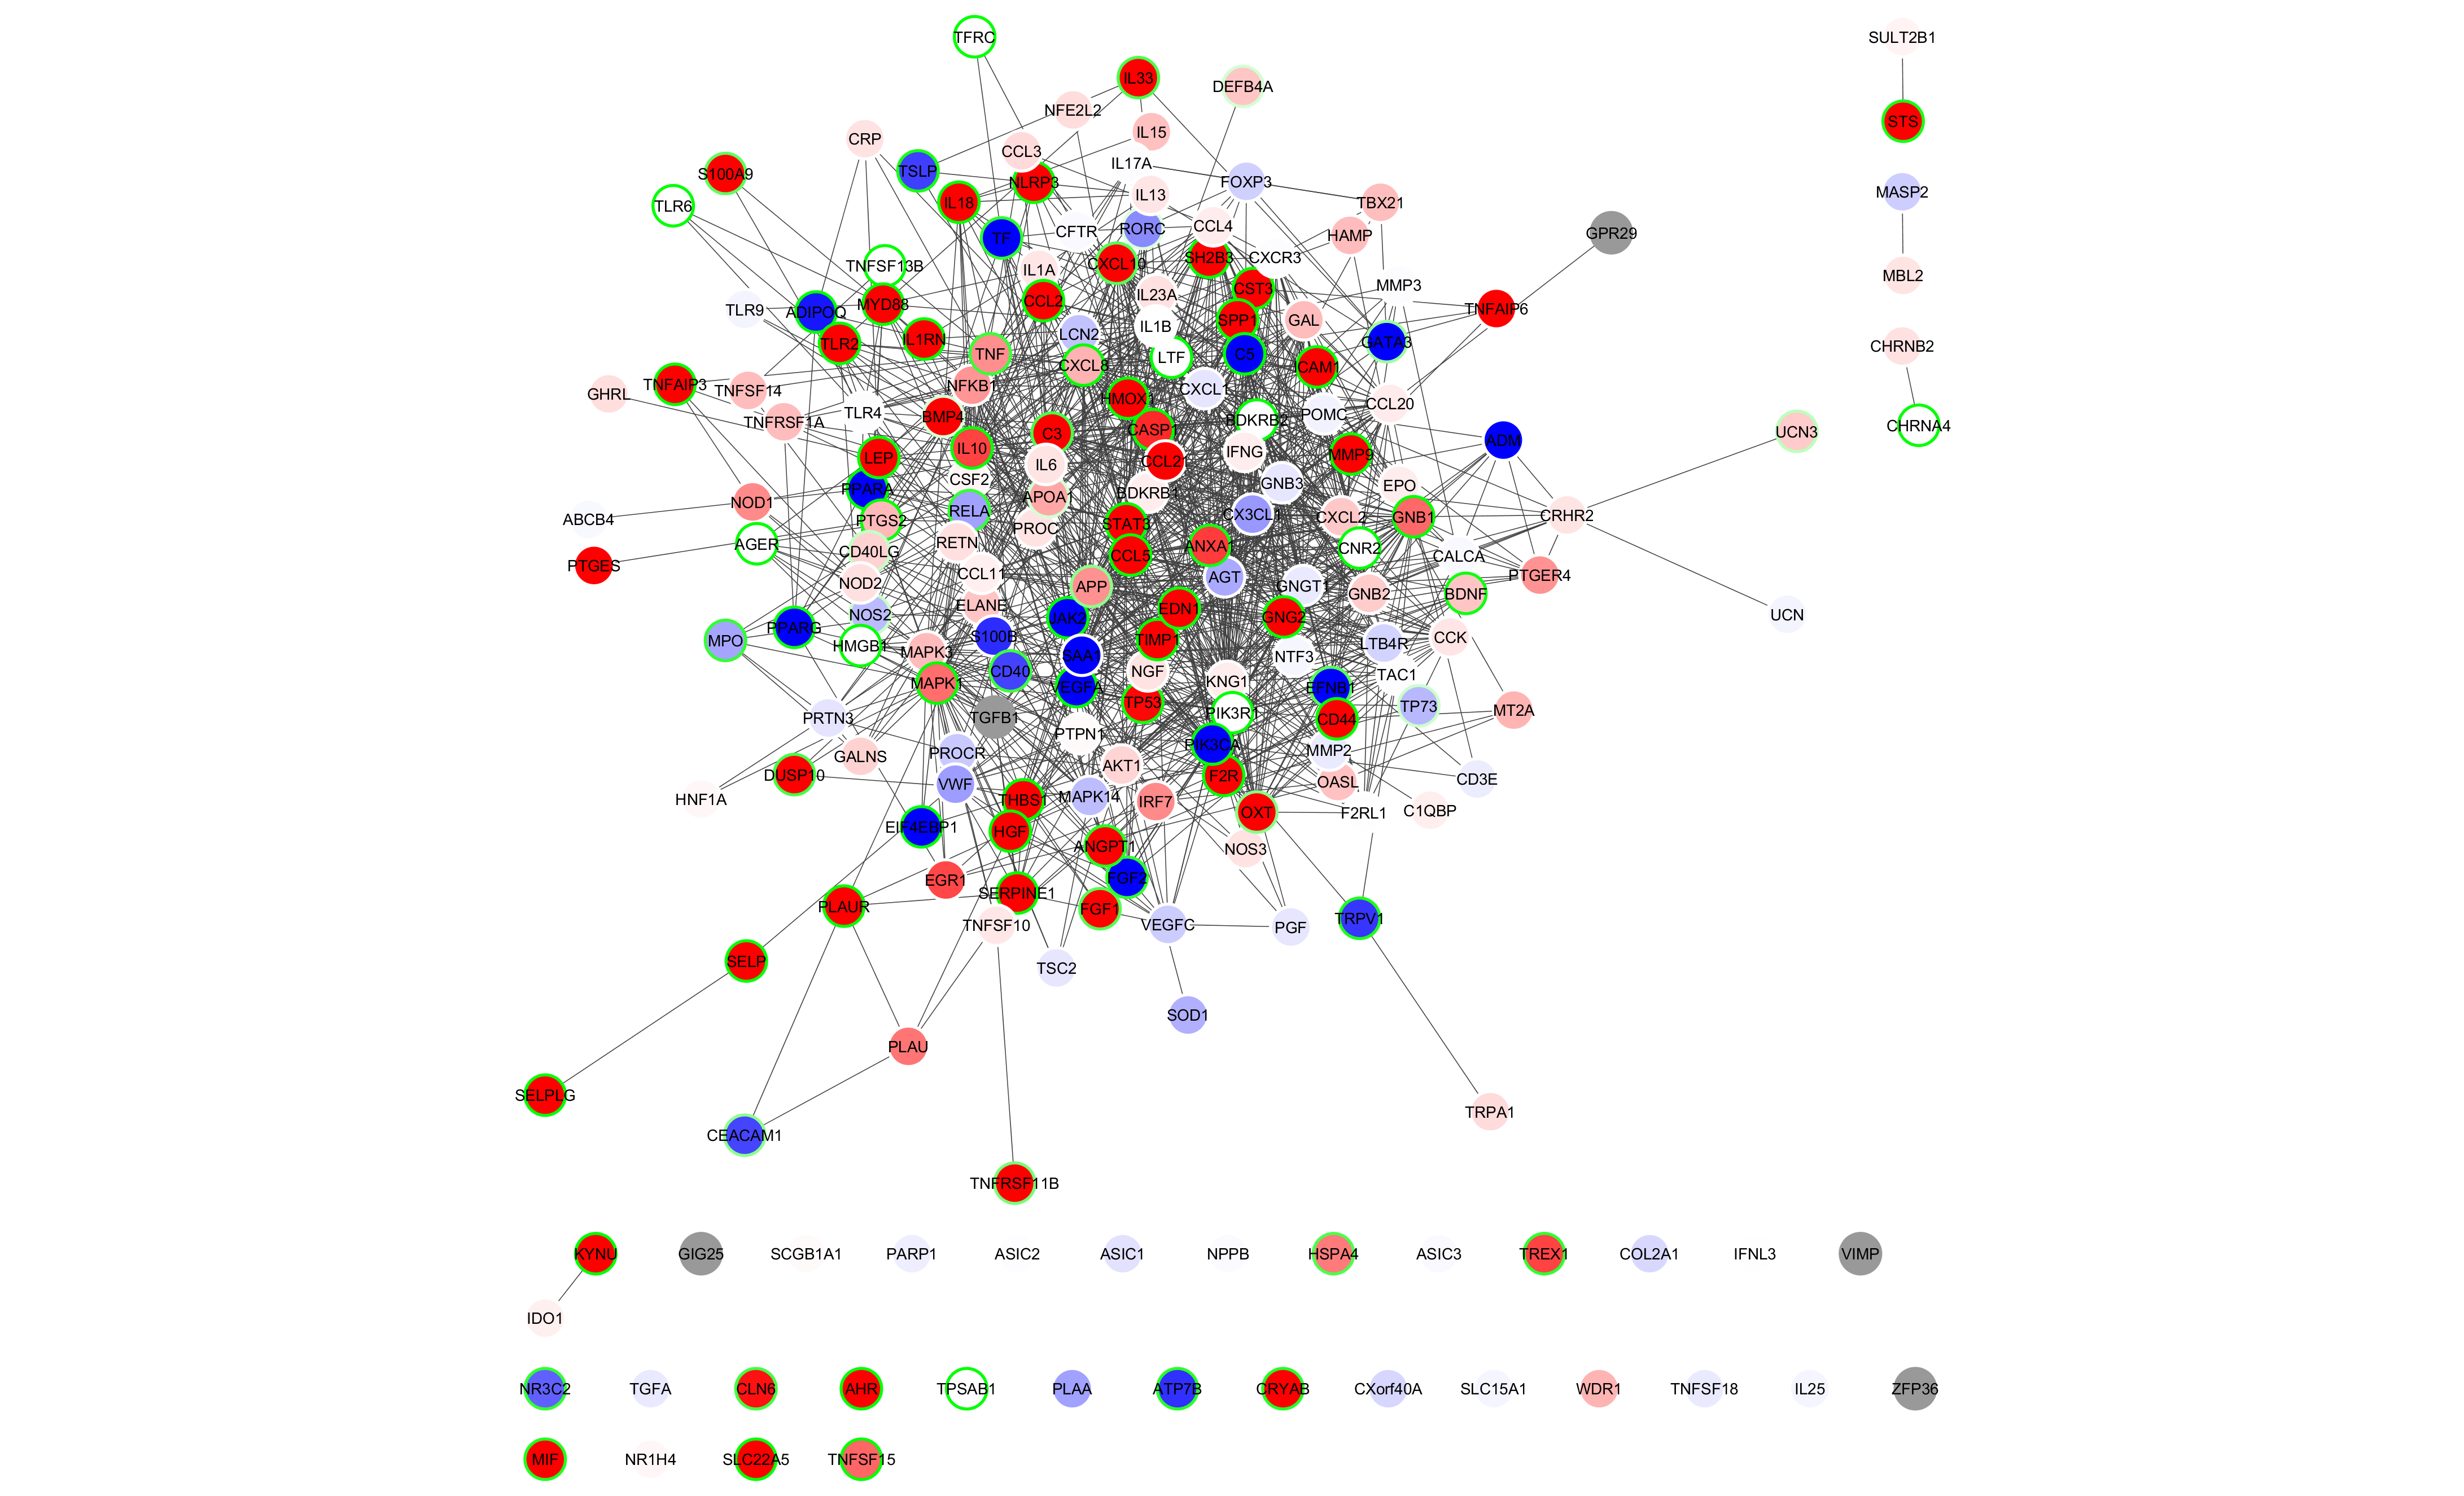 TFRC
SULT2B1
IL33
DEFB4A
NFE2L2
STS
CRP
IL15
CCL3
IL17A
TSLP
S100A9
NLRP3
FOXP3
MASP2
IL13
TLR6
IL18
TBX21
CCL4
RORC
CFTR
TF
HAMP
GPR29
SH2B3
CXCR3
CXCL10
TNFSF13B
IL1A
MBL2
MMP3
CST3
IL23A
CCL2
MYD88
TLR9
ADIPOQ
TNFAIP6
SPP1
GAL
IL1B
LCN2
IL1RN
TLR2
GATA3
CHRNB2
TNF
C5
LTF
CXCL8
ICAM1
TNFAIP3
NFKB1
CXCL1
TNFSF14
GHRL
HMOX1
CCL20
TLR4
POMC
BMP4
BDKRB2
TNFRSF1A
CHRNA4
CASP1
UCN3
C3
ADM
IL10
IFNG
MMP9
LEP
CCL21
IL6
CSF2
GNB3
EPO
PPARA
BDKRB1
APOA1
NOD1
RELA
CX3CL1
CRHR2
CXCL2
GNB1
ABCB4
PTGS2
STAT3
PROC
RETN
AGER
ANXA1
CNR2
CD40LG
CCL5
CALCA
PTGES
CCL11
PTGER4
AGT
NOD2
APP
GNGT1
GNB2
BDNF
ELANE
EDN1
NOS2
UCN
JAK2
GNG2
PPARG
S100B
CCK
MPO
TIMP1
LTB4R
HMGB1
MAPK3
SAA1
NTF3
CD40
NGF
TAC1
KNG1
MAPK1
VEGFA
EFNB1
TP53
TP73
MT2A
PIK3R1
TGFB1
PRTN3
CD44
PTPN1
PIK3CA
MMP2
PROCR
GALNS
AKT1
DUSP10
F2R
CD3E
OASL
VWF
MAPK14
HNF1A
THBS1
IRF7
C1QBP
OXT
F2RL1
EIF4EBP1
HGF
ANGPT1
NOS3
FGF2
EGR1
SERPINE1
PLAUR
FGF1
TRPV1
TNFSF10
VEGFC
PGF
SELP
TSC2
SOD1
PLAU
SELPLG
TRPA1
CEACAM1
TNFRSF11B
KYNU GIG25 SCGB1A1 PARP1 ASIC2 ASIC1 NPPB HSPA4 ASIC3 TREX1 COL2A1 IFNL3 VIMP
IDO1
NR3C2 TGFA CLN6 AHR TPSAB1 PLAA ATP7B CRYAB CXorf40A SLC15A1 WDR1 TNFSF18 IL25 ZFP36
MIF NR1H4 SLC22A5 TNFSF15